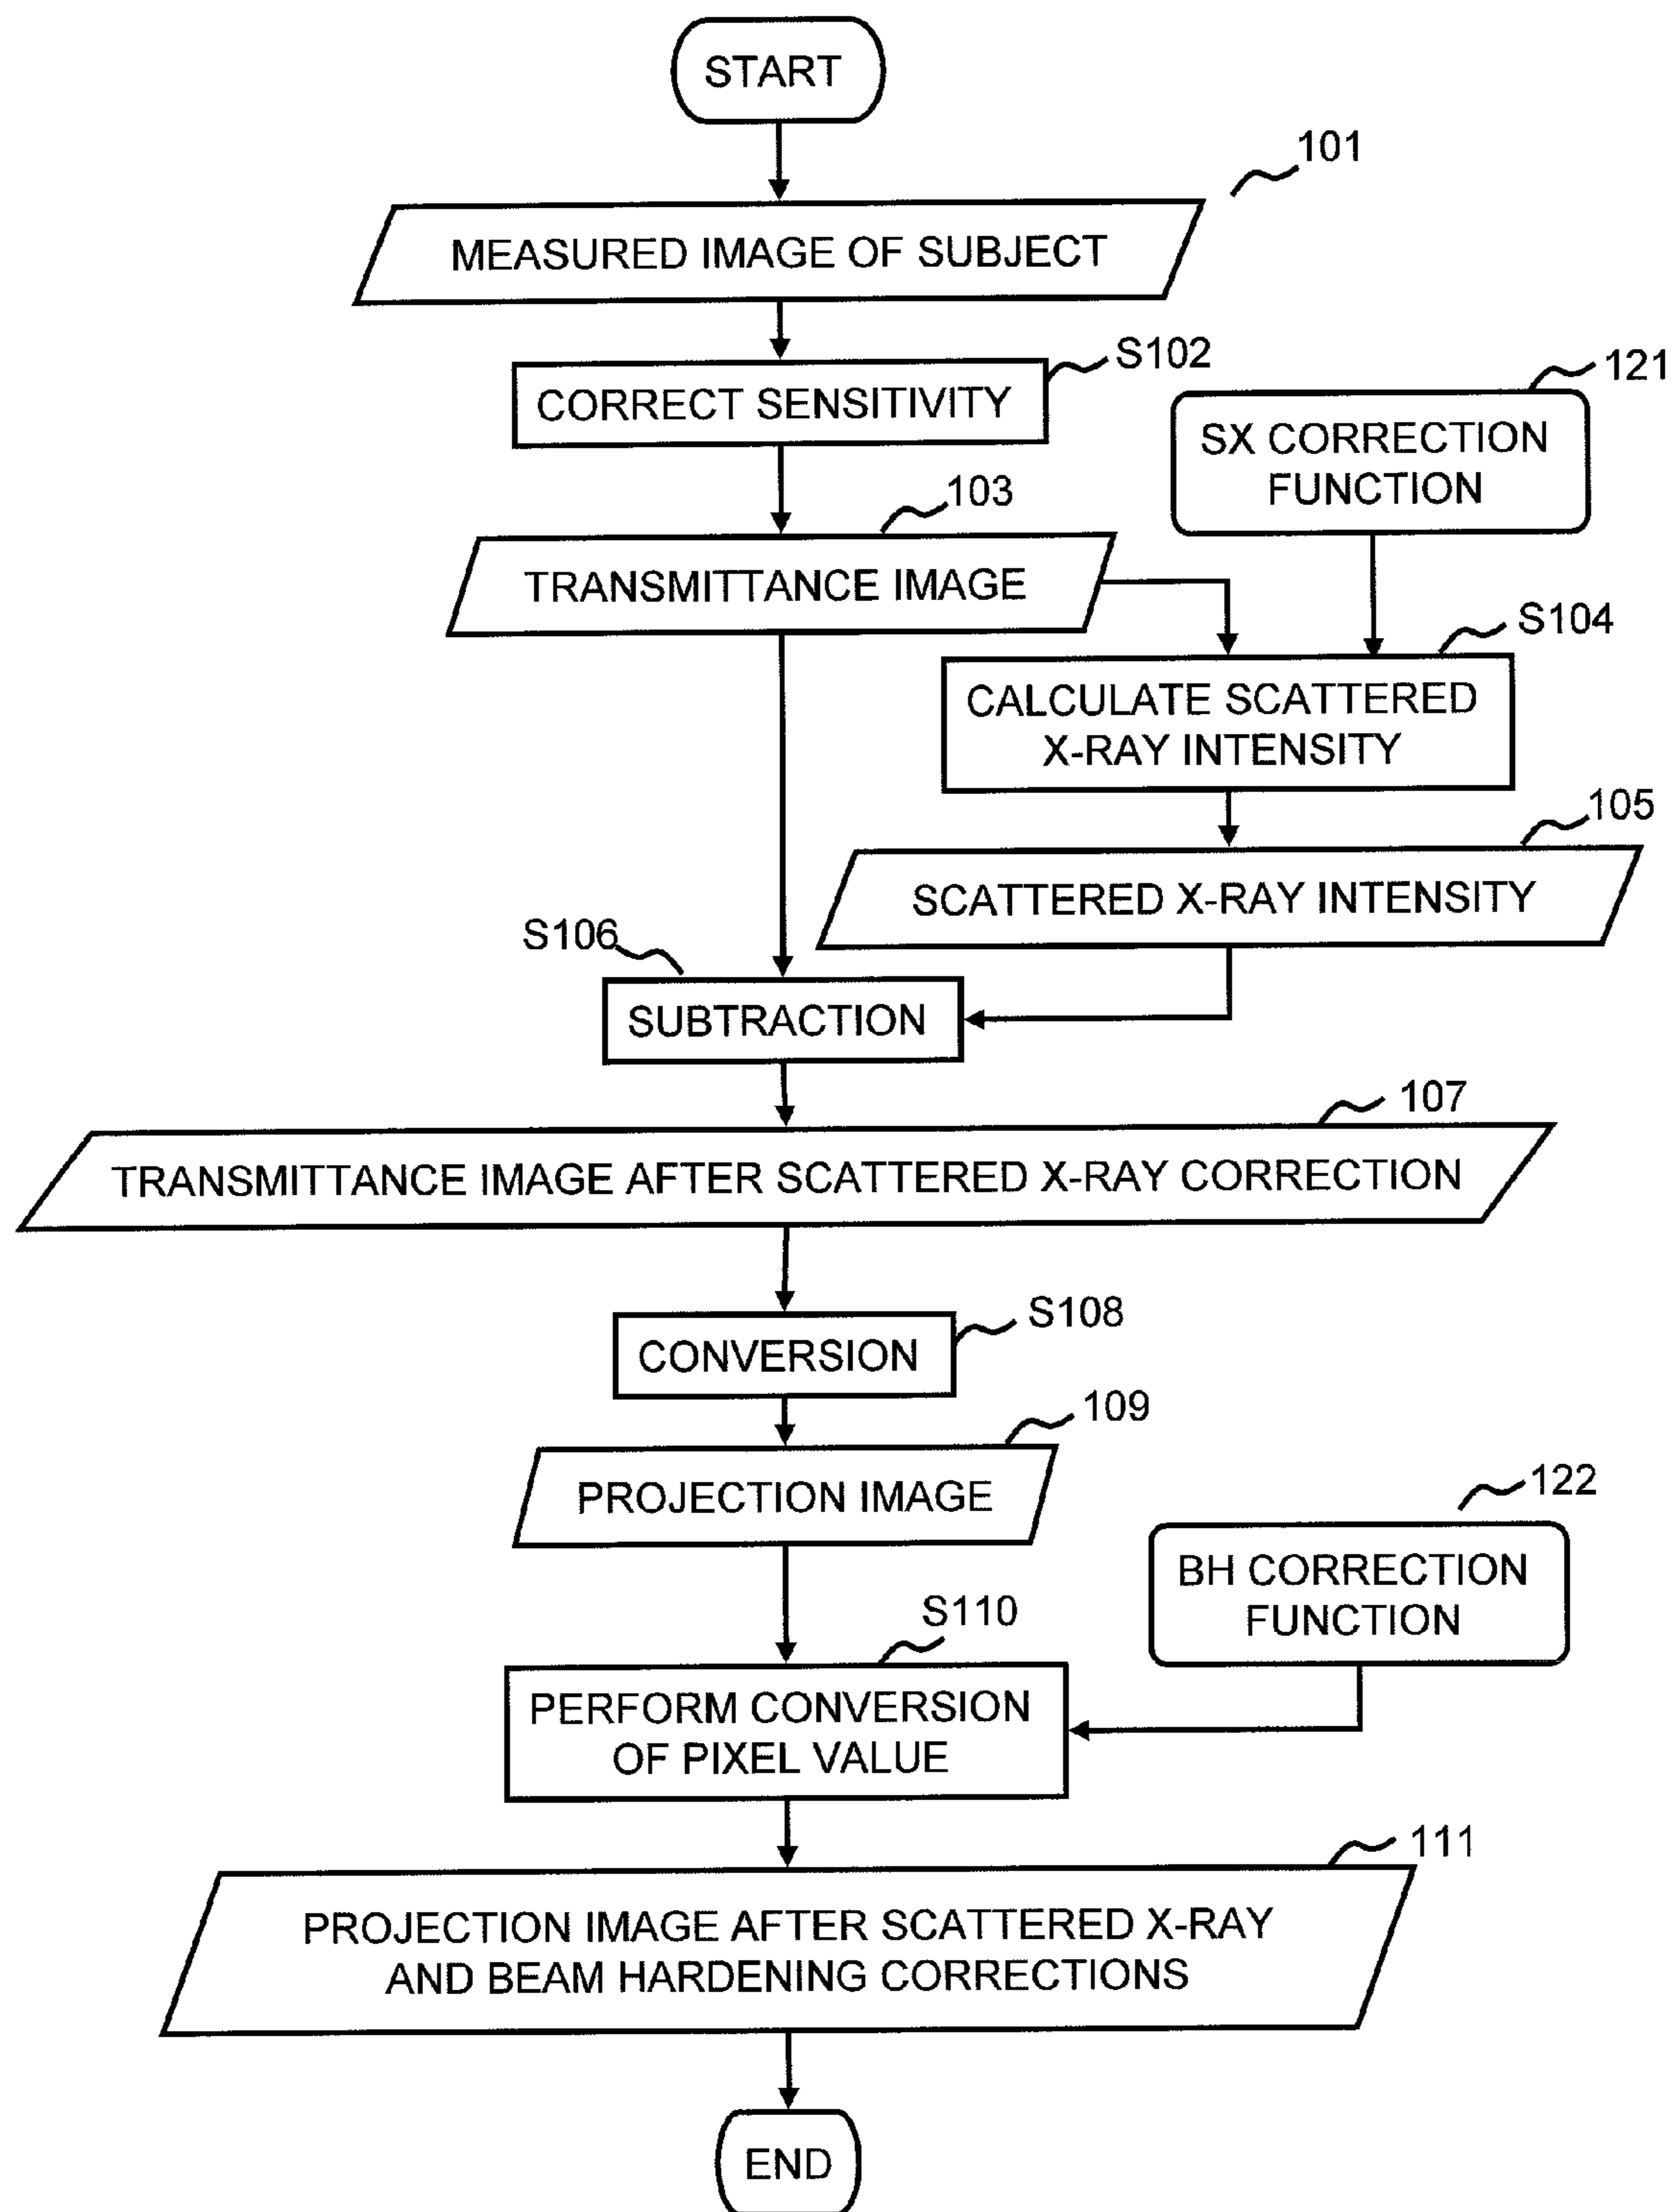 START
101
MEASURED IMAGE OF SUBJECT
S102
CORRECT SENSITIVITY
121
SX CORRECTION
FUNCTION
103
TRANSMITTANCE IMAGE
S104
CALCULATE SCATTERED
X-RAY INTENSITY
105
SCATTERED X-RAY INTENSITY
S106
SUBTRACTION
107
TRANSMITTANCE IMAGE AFTER SCATTERED X-RAY CORRECTION
S108
CONVERSION
109
PROJECTION IMAGE
122
BH CORRECTION
FUNCTION
S110
PERFORM CONVERSION
OF PIXEL VALUE
111
PROJECTION IMAGE AFTER SCATTERED X-RAY
AND BEAM HARDENING CORRECTIONS
END